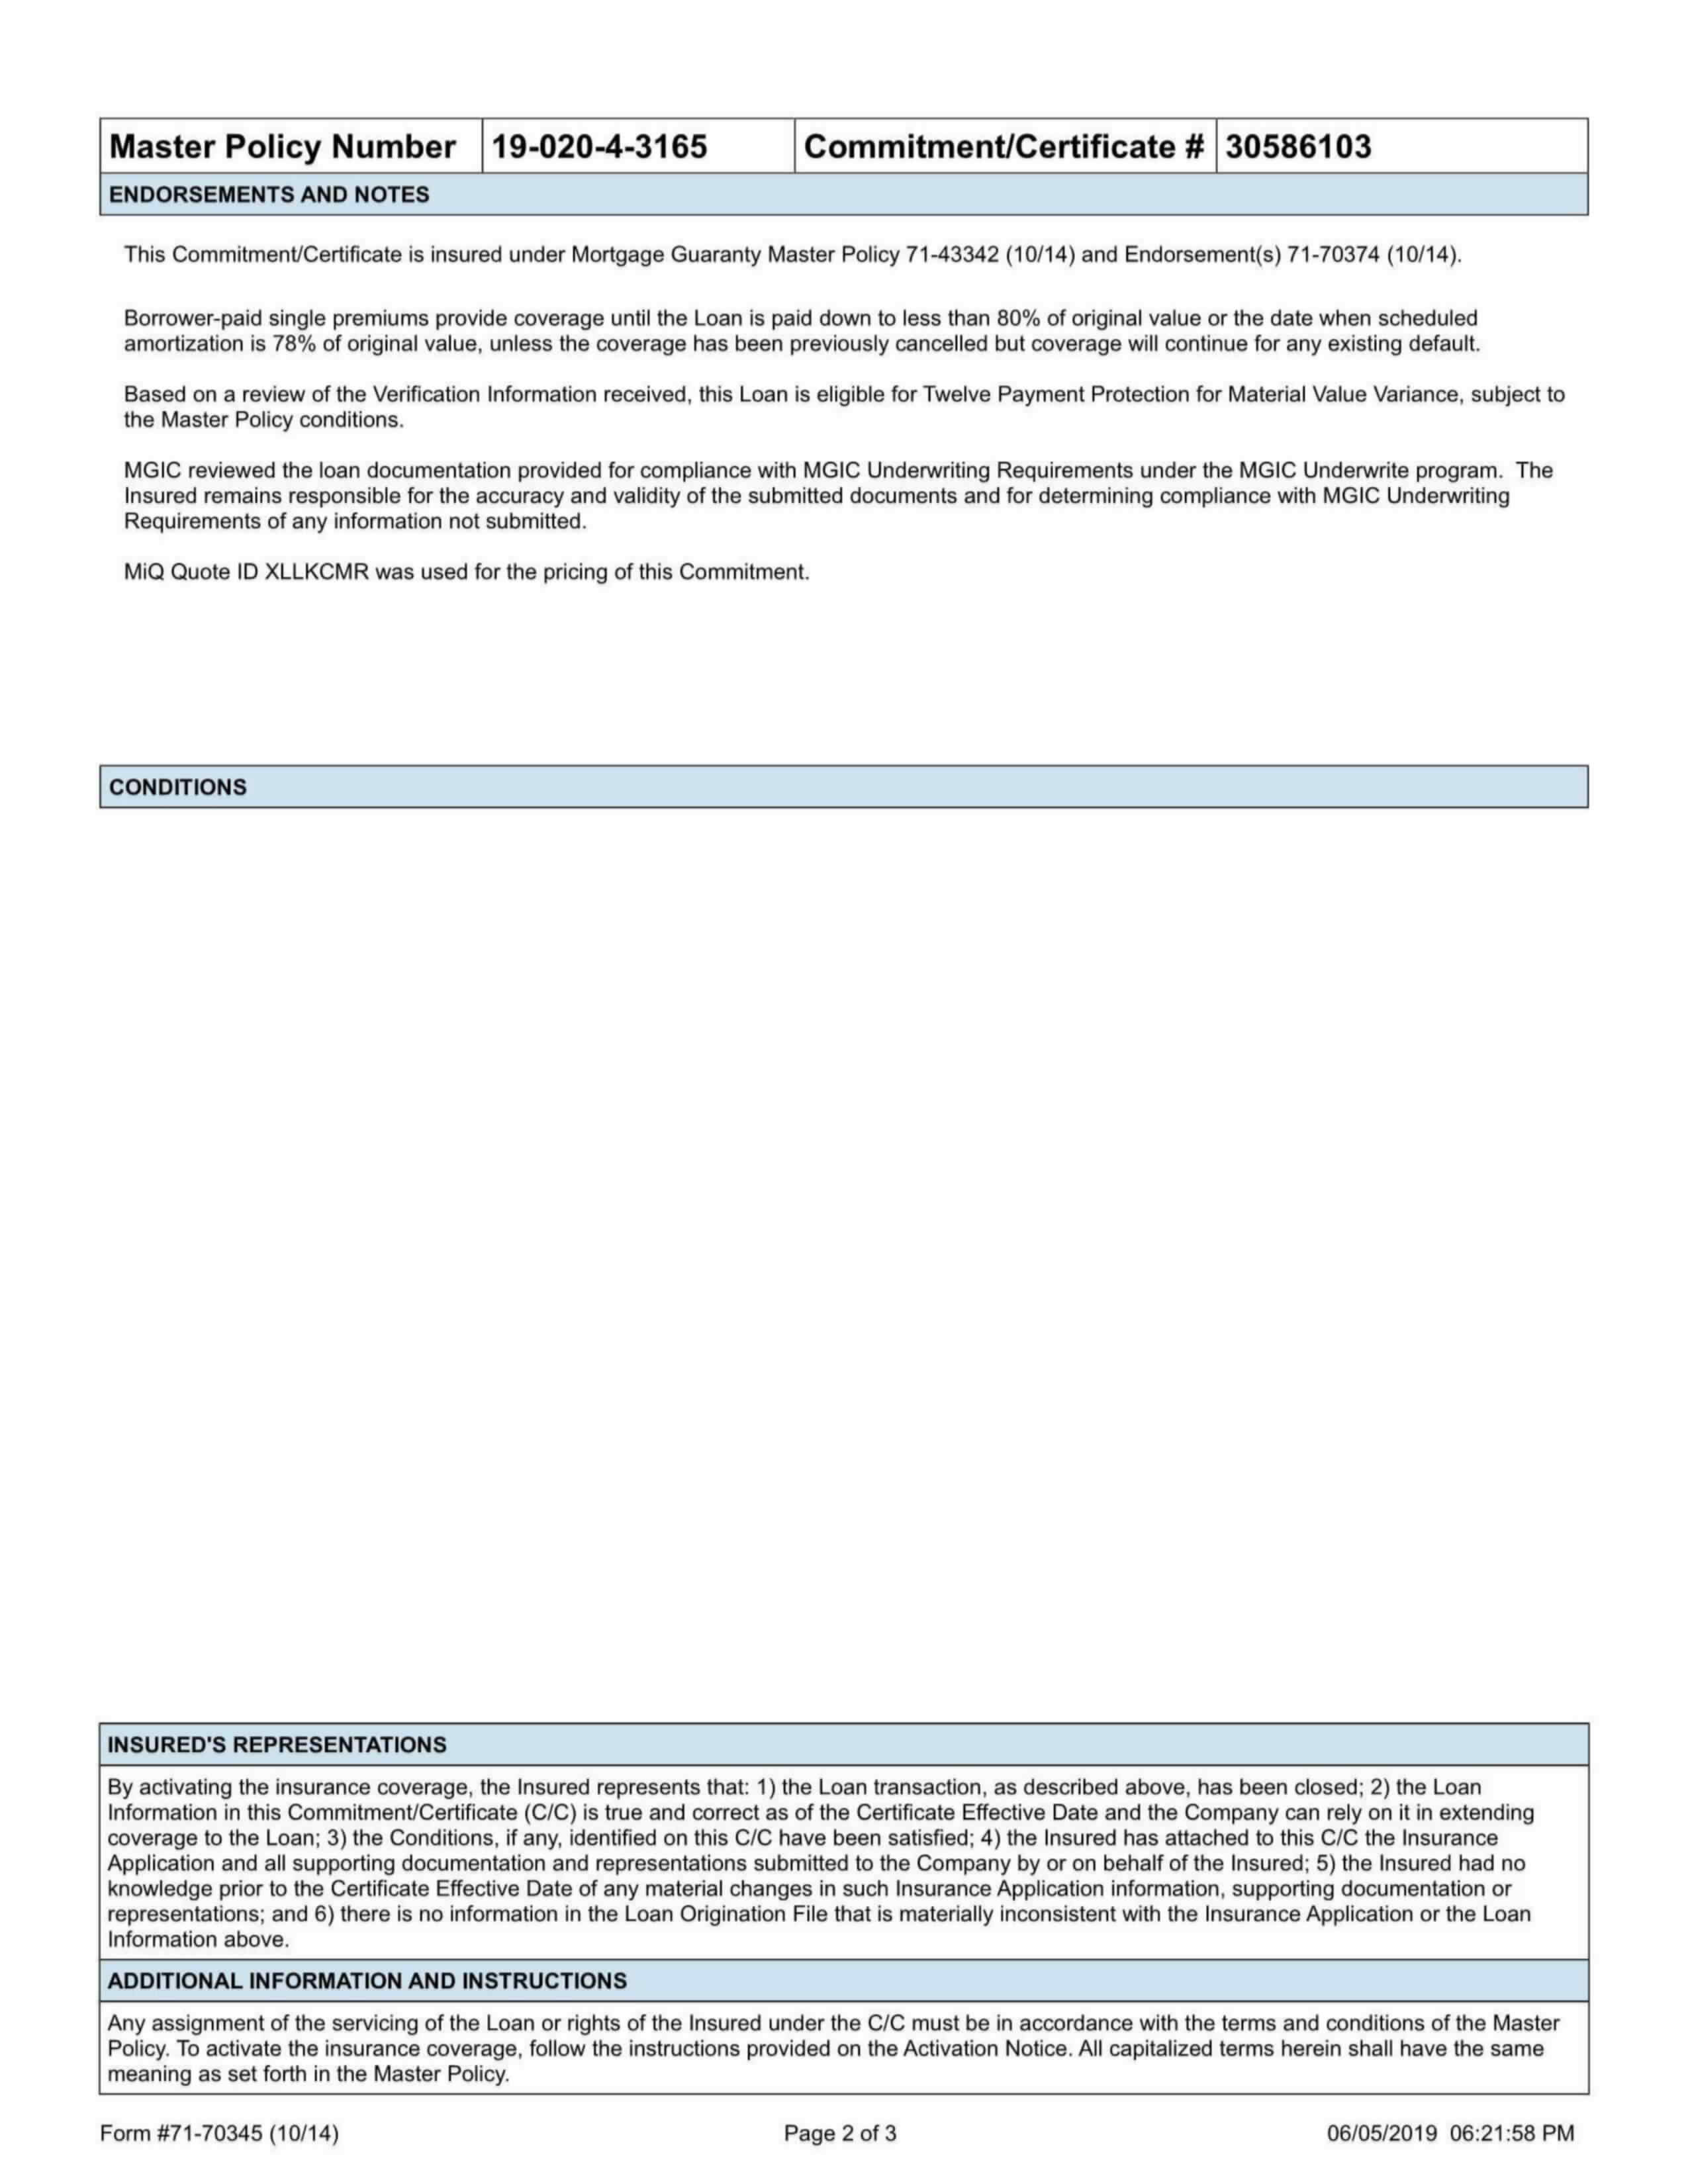 Master Policy Number 19-020-4-3165 Commitment/Certificate # 30586103
ENDORSEMENTS AND NOTES
This Commitment/Certificate is insured under Mortgage Guaranty Master Policy 71-43342 (10/14) and Endorsement(s) 71-70374 (10/14).
Borrower-paid single premiums provide coverage until the Loan is paid down to less than 80% of original value or the date when scheduled
amortization is 78% of original value, unless the coverage has been previously cancelled but coverage will continue for any existing default.
Based on a review of the Verification Information received, this Loan is eligible for Twelve Payment Protection for Material Value Variance, subject to
the Master Policy conditions.
MGIC reviewed the loan documentation provided for compliance with MGIC Underwriting Requirements under the MGIC Underwrite program. The
Insured remains responsible for the accuracy and validity of the submitted documents and for determining compliance with MGIC Underwriting
Requirements of any information not submitted.
MiQ Quote ID XLLKCMR was used for the pricing of this Commitment.
CONDITIONS
INSURED'S REPRESENTATIONS
By activating the insurance coverage, the Insured represents that: 1) the Loan transaction, as described above, has been closed; 2) the Loan
Information in this Commitment/Certificate (C/C) is true and correct as of the Certificate Effective Date and the Company can rely on it in extending
coverage to the Loan; 3) the Conditions, if any, identified on this C/C have been satisfied; 4) the Insured has attached to this C/C the Insurance
Application and all supporting documentation and representations submitted to the Company by or on behalf of the Insured; 5) the Insured had no
knowledge prior to the Certificate Effective Date of any material changes in such Insurance Application information, supporting documentation or
representations; and 6) there is no information in the Loan Origination File that is materially inconsistent with the Insurance Application or the Loan
Information above.
ADDITIONAL INFORMATION AND INSTRUCTIONS
Any assignment of the servicing of the Loan or rights of the Insured under the C/C must be in accordance with the terms and conditions of the Master
Policy. To activate the insurance coverage, follow the instructions provided on the Activation Notice. All capitalized terms herein shall have the same
meaning as set forth in the Master Policy.
Form #71-70345 (10/14) Page 2 of 3 06/05/2019 06:21:58 PM